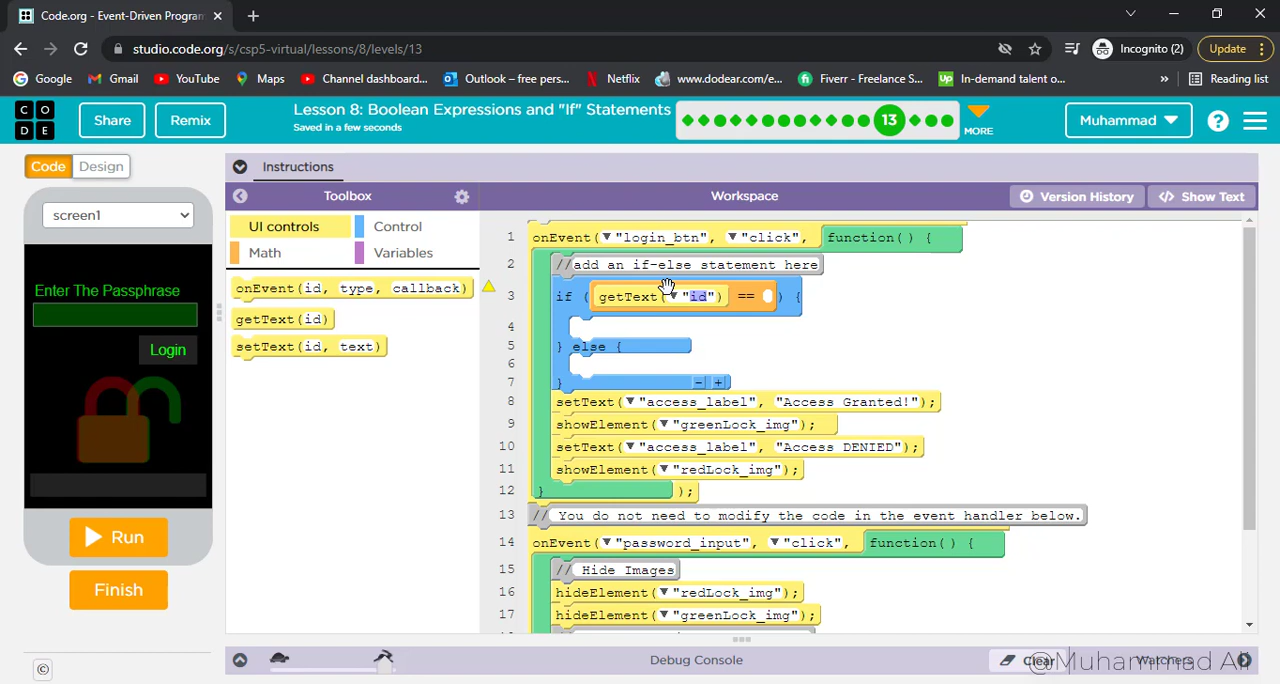 Code.org - Event-Driven Program
studio.code.org/s/csp5-virtual/lessons/8/levels/13
Incognito (2)
Update
Google
Gmail
YouTube
Maps
Channel dashboard...
Outlook – free pers...
Netflix
www.dodear.com/e...
Fiverr - Freelance S...
In-demand talent o...
»
Reading list
C O
D E
Share
Remix
Lesson 8: Boolean Expressions and "If" Statements
Saved in a few seconds
13
MORE
Muhammad
?
Code
Design
Instructions
Toolbox
Workspace
Version History
Show Text
screen1
Enter The Passphrase
Login
Run
Finish
©
UI controls
Control
Math
Variables
onEvent(id, type, callback)
getText(id)
setText(id, text)
1 onEvent("login_btn", "click", function( ) {
2 //add an if-else statement here
3 if (getText("id") == ) {
4
5 } else {
6
7 } - +
8 setText("access_label", "Access Granted!");
9 showElement("greenLock_img");
10 setText("access_label", "Access DENIED");
11 showElement("redLock_img");
12 } );
13 // You do not need to modify the code in the event handler below.
14 onEvent("password_input", "click", function( ) {
15 // Hide Images
16 hideElement("redLock_img");
17 hideElement("greenLock_img");
Debug Console
Clear
Watchers
@Muhammad Ali